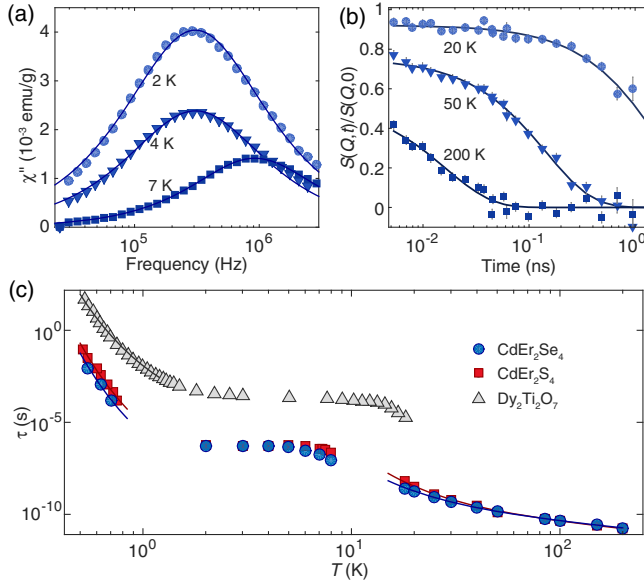 (a)
4
3
2
1
0
χ'' (10⁻³ emu/g)
2 K
4 K
7 K
10⁵
10⁶
Frequency (Hz)
(b)
0.8
0.6
0.4
0.2
0
S(Q,t)/S(Q,0)
20 K
50 K
200 K
10⁻²
10⁻¹
10⁰
Time (ns)
(c)
10⁰
10⁻⁵
10⁻¹⁰
τ (s)
CdEr₂Se₄
CdEr₂S₄
Dy₂Ti₂O₇
10⁰
10¹
10²
T (K)